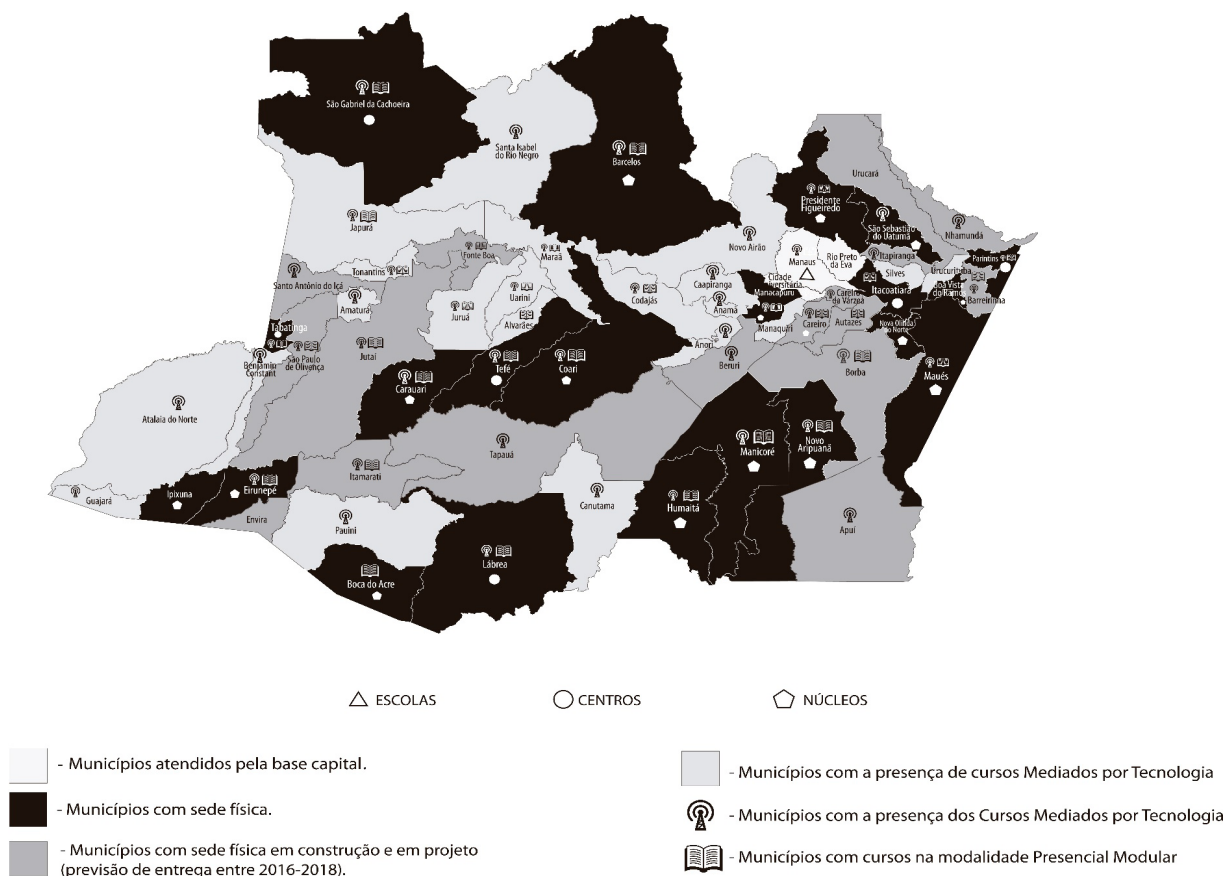 São Gabriel da Cachoeira
Santa Isabel
do Rio Negro
Barcelos
Urucará
Presidente
Figueiredo
São Sebastião
do Uatumã
Nhamundá
Japurá
Novo Airão
Fonte Boa
Maraã
Manaus
Rio Preto
da Eva
Itapiranga
Silves
Parintins
Tonantins
Santo Antônio do Içá
Uarini
Codajás
Caapiranga
Cidade
Universitária
Manacapuru
Itacoatiara
Urucurituba
Boa Vista
do Ramos
Barreirinha
Amaturá
Juruá
Alvarães
Anamã
Careiro
da Várzea
Tabatinga
Anori
Manaquiri
Careiro
Autazes
Nova Olinda
do Norte
Benjamin
Constant
São Paulo
de Olivença
Jutaí
Tefé
Coari
Beruri
Borba
Maués
Carauari
Atalaia do Norte
Tapauá
Manicoré
Novo
Aripuanã
Itamarati
Guajará
Ipixuna
Eirunepé
Envira
Pauini
Canutama
Humaitá
Apuí
Lábrea
Boca do Acre
ESCOLAS
CENTROS
NÚCLEOS
- Municípios atendidos pela base capital.
- Municípios com sede física.
- Municípios com sede física em construção e em projeto
(previsão de entrega entre 2016-2018).
- Municípios com a presença de cursos Mediados por Tecnologia
- Municípios com a presença dos Cursos Mediados por Tecnologia
- Municípios com cursos na modalidade Presencial Modular